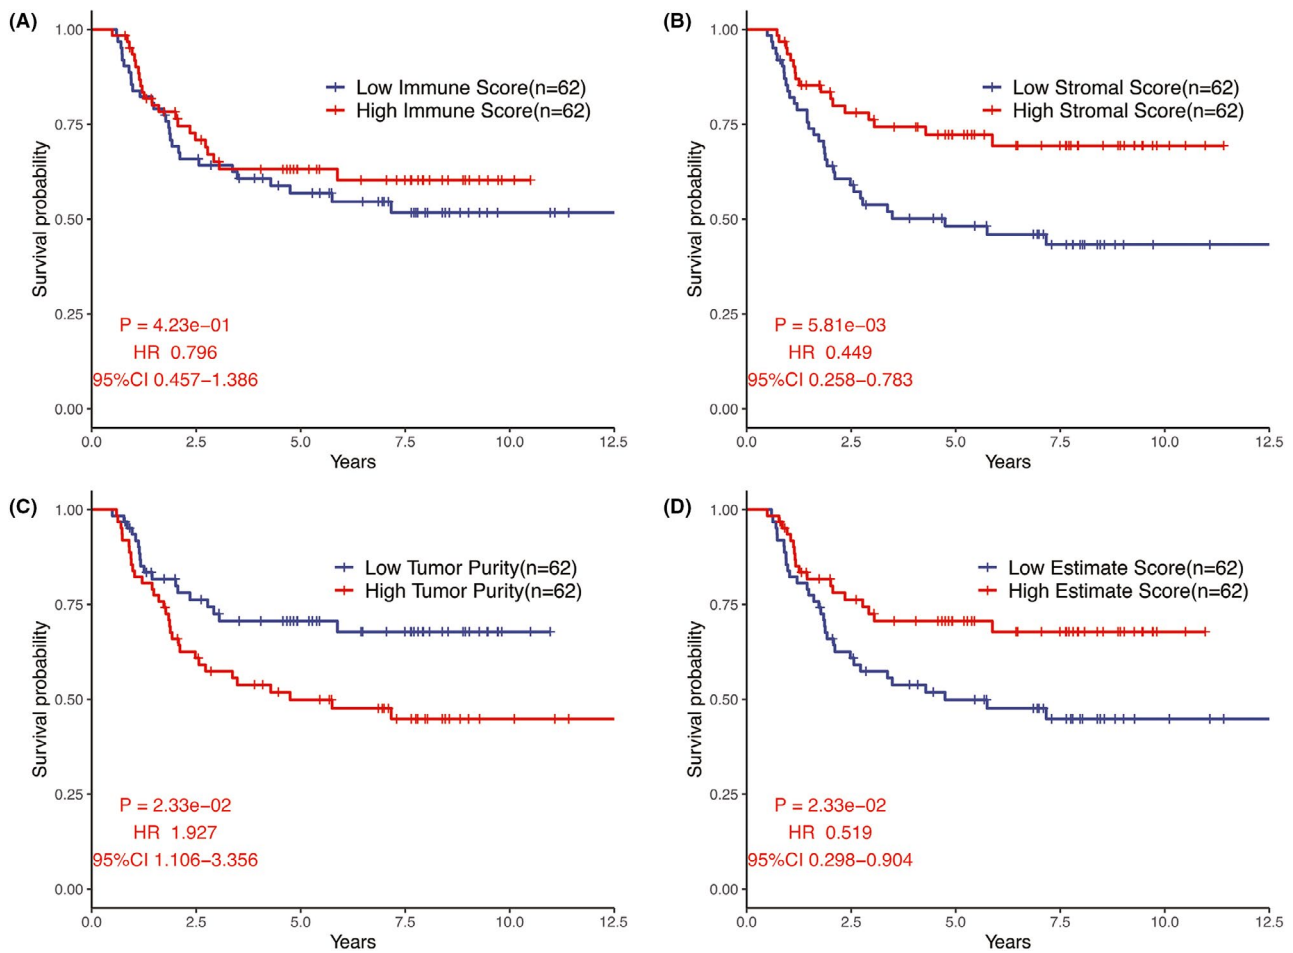 (A)
1.00
0.75
0.50
0.25
0.00
Survival probability
Low Immune Score(n=62)
High Immune Score(n=62)
P = 4.23e−01
HR 0.796
95%CI 0.457−1.386
0.0 2.5 5.0 7.5 10.0 12.5
Years
(B)
1.00
0.75
0.50
0.25
0.00
Survival probability
Low Stromal Score(n=62)
High Stromal Score(n=62)
P = 5.81e−03
HR 0.449
95%CI 0.258−0.783
0.0 2.5 5.0 7.5 10.0 12.5
Years
(C)
1.00
0.75
0.50
0.25
0.00
Survival probability
Low Tumor Purity(n=62)
High Tumor Purity(n=62)
P = 2.33e−02
HR 1.927
95%CI 1.106−3.356
0.0 2.5 5.0 7.5 10.0 12.5
Years
(D)
1.00
0.75
0.50
0.25
0.00
Survival probability
Low Estimate Score(n=62)
High Estimate Score(n=62)
P = 2.33e−02
HR 0.519
95%CI 0.298−0.904
0.0 2.5 5.0 7.5 10.0 12.5
Years